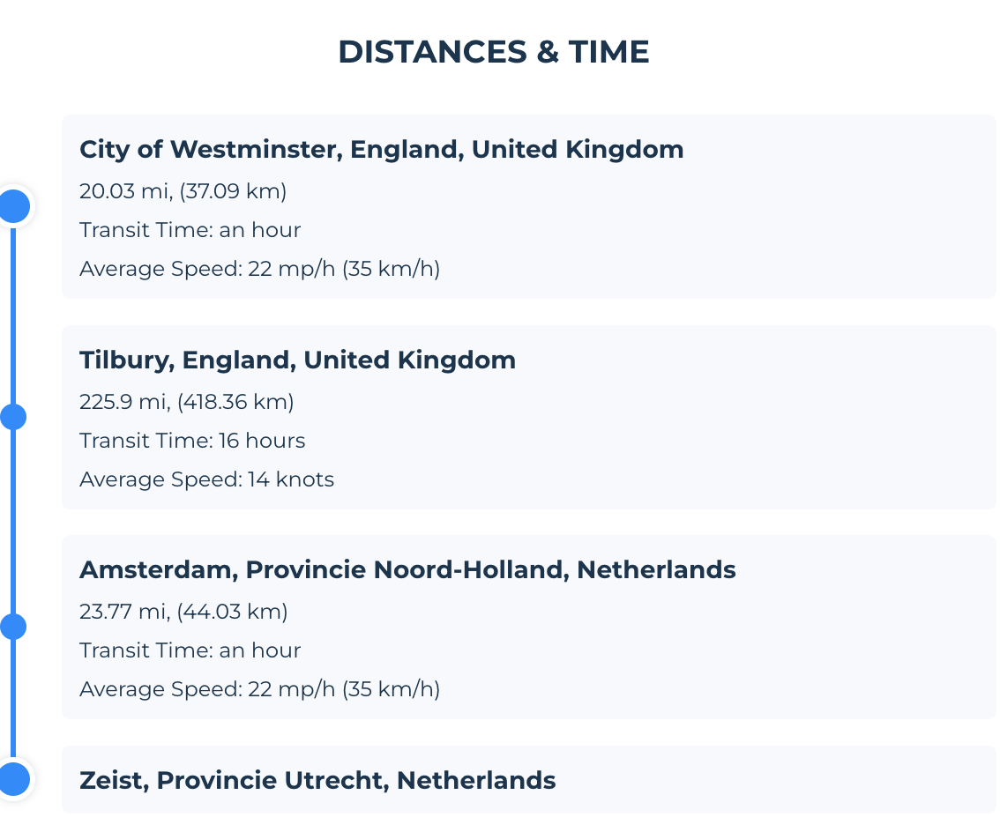 DISTANCES & TIME
City of Westminster, England, United Kingdom
20.03 mi, (37.09 km)
Transit Time: an hour
Average Speed: 22 mp/h (35 km/h)
Tilbury, England, United Kingdom
225.9 mi, (418.36 km)
Transit Time: 16 hours
Average Speed: 14 knots
Amsterdam, Provincie Noord-Holland, Netherlands
23.77 mi, (44.03 km)
Transit Time: an hour
Average Speed: 22 mp/h (35 km/h)
Zeist, Provincie Utrecht, Netherlands